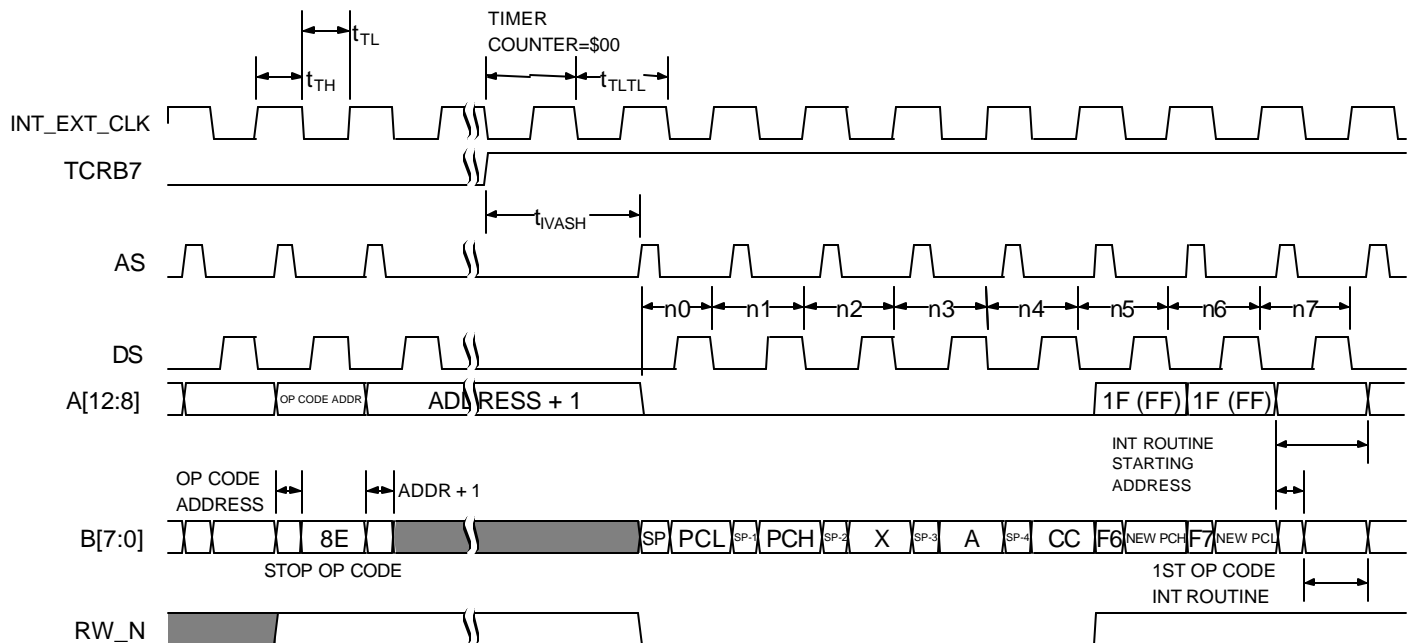 TIMER
COUNTER=$00
tTL
tTH
tTLTL
INT_EXT_CLK
TCRB7
tIVASH
AS
n0 n1 n2 n3 n4 n5 n6 n7
DS
A[12:8] OP CODE ADDR ADDRESS + 1 1F (FF) 1F (FF)
INT ROUTINE
STARTING
ADDRESS
OP CODE
ADDRESS
ADDR + 1
B[7:0] 8E SP PCL SP-1 PCH SP-2 X SP-3 A SP-4 CC F6 NEW PCH F7 NEW PCL
STOP OP CODE
1ST OP CODE
INT ROUTINE
RW_N